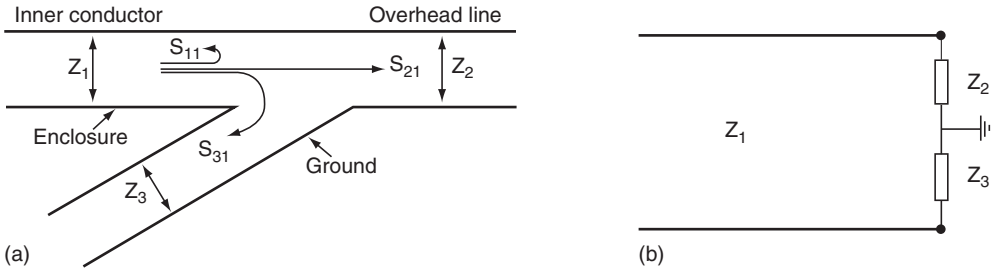 Inner conductor
Overhead line
Z1
S11
S21
Z2
Enclosure
S31
Ground
Z3
(a)
Z1
Z2
Z3
(b)